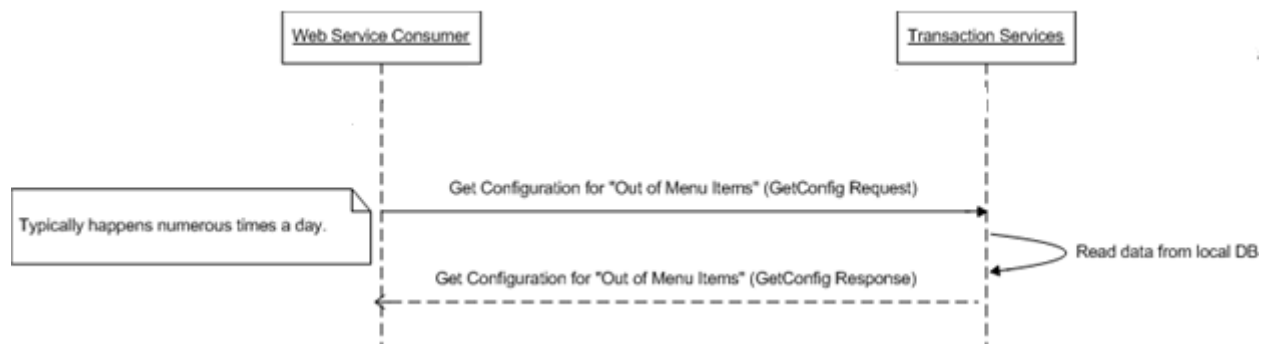 Web Service Consumer
Transaction Services
Get Configuration for "Out of Menu Items" (GetConfig Request)
Typically happens numerous times a day.
Read data from local DB
Get Configuration for "Out of Menu Items" (GetConfig Response)